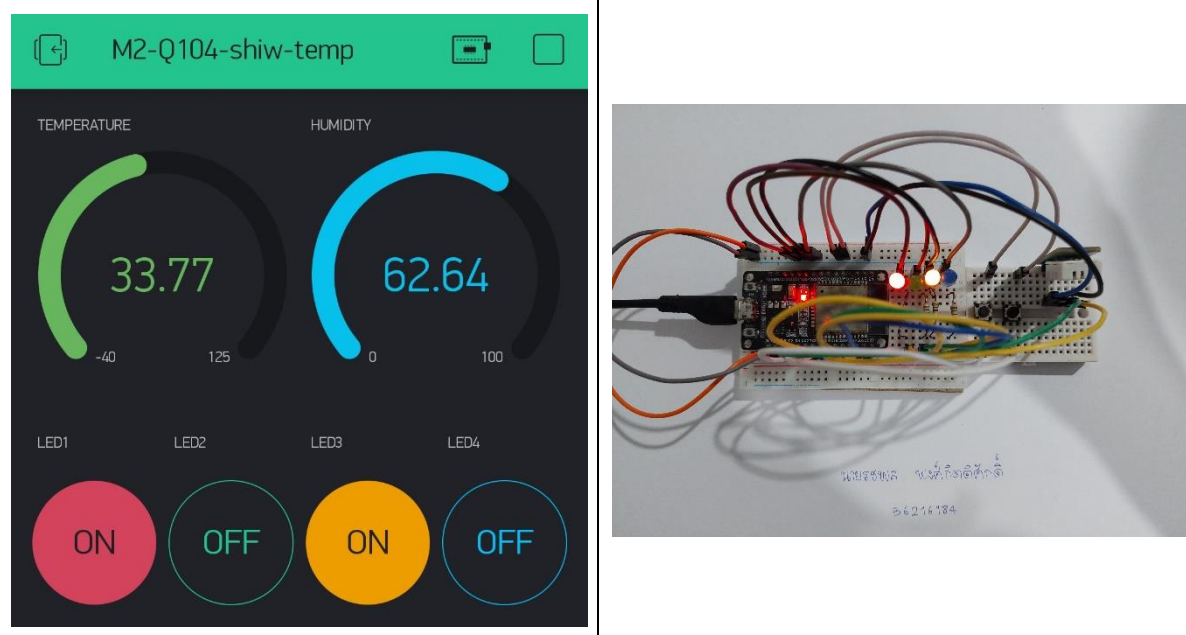 M2-Q104-shiw-temp
TEMPERATURE
HUMIDITY
33.77
62.64
-40
125
0
100
LED1
LED2
LED3
LED4
ON
OFF
ON
OFF
36216184